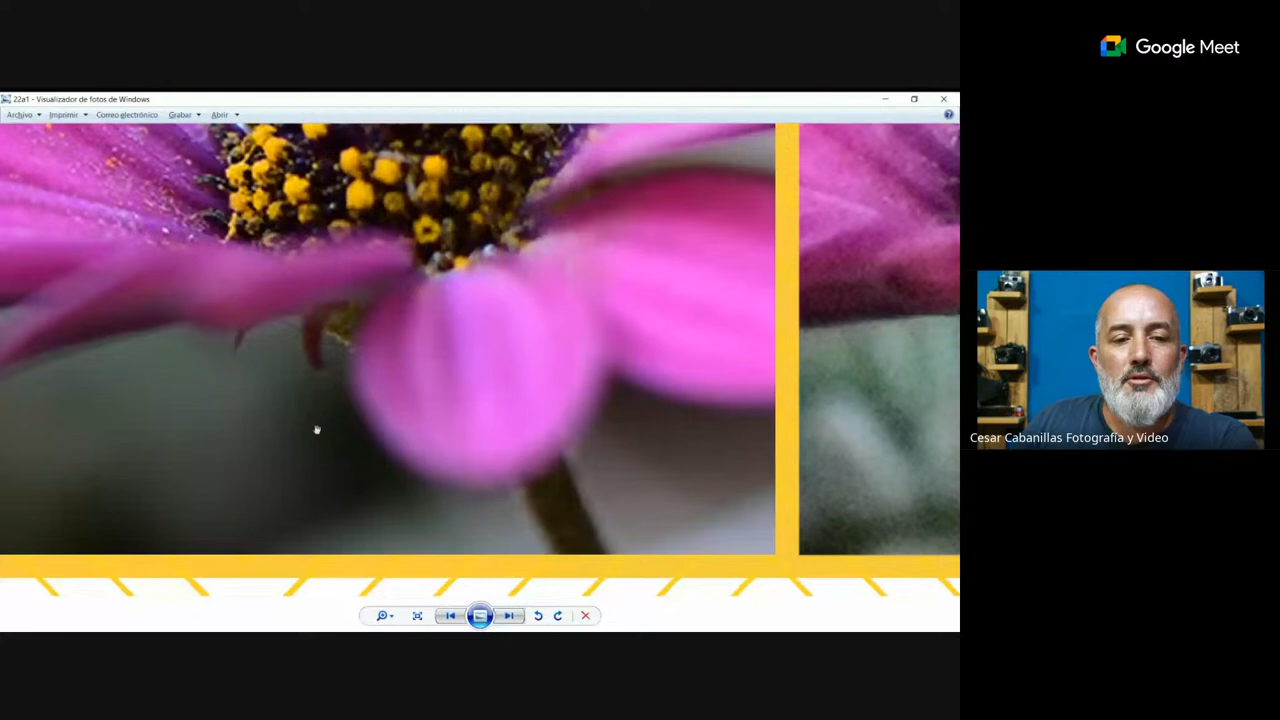 Google Meet
22a1 - Visualizador de fotos de Windows
Archivo Imprimir Correo electrónico Grabar Abrir
Cesar Cabanillas Fotografía y Video